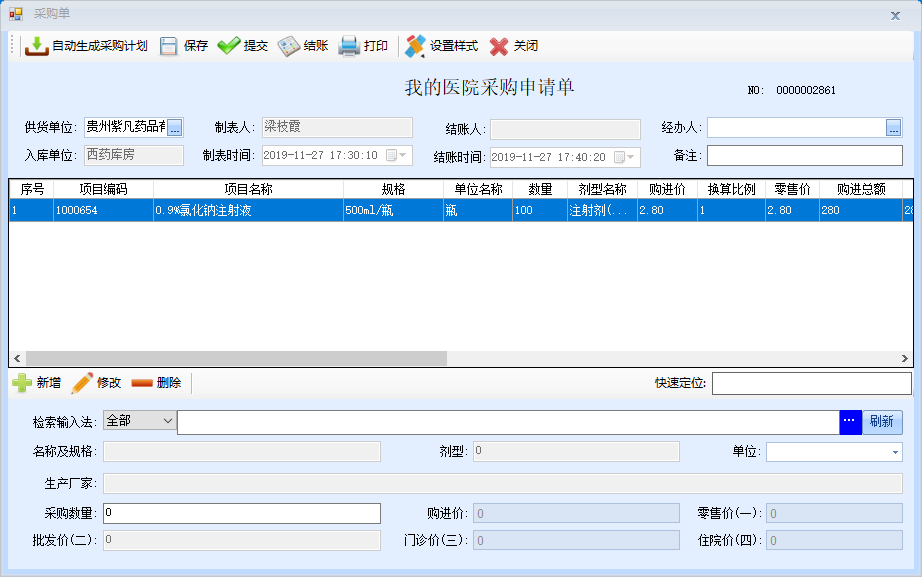 采购单
自动生成采购计划 保存 提交 结账 打印 设置样式 关闭
我的医院采购申请单
NO: 0000002861
供货单位: 贵州紫凡药品有 ... 制表人: 梁枝霞 结账人: 经办人: ...
入库单位: 西药库房 制表时间: 2019-11-27 17:30:10 结账时间: 2019-11-27 17:40:20 备注:
序号 项目编码 项目名称 规格 单位名称 数量 剂型名称 购进价 换算比例 零售价 购进总额
1 1000654 0.9%氯化钠注射液 500ml/瓶 瓶 100 注射剂(... 2.80 1 2.80 280 28
新增 修改 删除 快速定位:
检索输入法: 全部 ... 刷新
名称及规格: 剂型: 0 单位:
生产厂家:
采购数量: 0 购进价: 0 零售价(一): 0
批发价(二): 0 门诊价(三): 0 住院价(四): 0